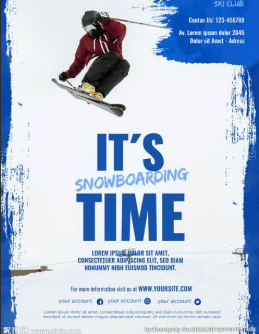 SKI CLUB
Contac Us! 123-456789
Av. Lorem ipsum dolor 2045
Dolor sit Amet - Adress
IT´S
SNOWBOARDING
TIME
LOREM IPSUM DOLOR SIT AMET,
CONSECTETUER ADIPISCING ELIT, SED DIAM
NONUMMY NIBH EUISMOD TINCIDUNT.
For more information visit us at WWW.YOURSITE.COM
your account your account your account